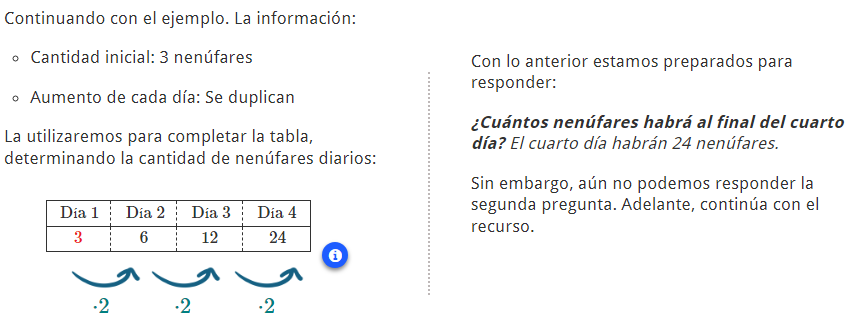 Continuando con el ejemplo. La información:
Cantidad inicial: 3 nenúfares
Aumento de cada día: Se duplican
La utilizaremos para completar la tabla,
determinando la cantidad de nenúfares diarios:
Día 1 Día 2 Día 3 Día 4
3 6 12 24
·2 ·2 ·2
Con lo anterior estamos preparados para
responder:
¿Cuántos nenúfares habrá al final del cuarto
día? El cuarto día habrán 24 nenúfares.
Sin embargo, aún no podemos responder la
segunda pregunta. Adelante, continúa con el
recurso.